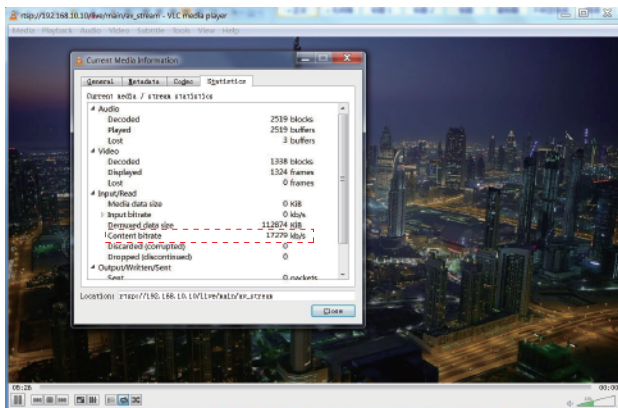 rtsp://192.168.10.10/live/main/av_stream - VLC media player
Media Playback Audio Video Subtitle Tools View Help
Current Media Information
General Metadata Codec Statistics
Current media / stream statistics
Audio
Decoded 2519 blocks
Played 2519 buffers
Lost 3 buffers
Video
Decoded 1338 blocks
Displayed 1324 frames
Lost 0 frames
Input/Read
Media data size 0 KiB
Input bitrate 0 kb/s
Demuxed data size 112874 KiB
Content bitrate 17279 kb/s
Discarded (corrupted) 0
Dropped (discontinued) 0
Output/Written/Sent
Sent 0 packets
Location: rtsp://192.168.10.10/live/main/av_stream
Close
05:26 00:00